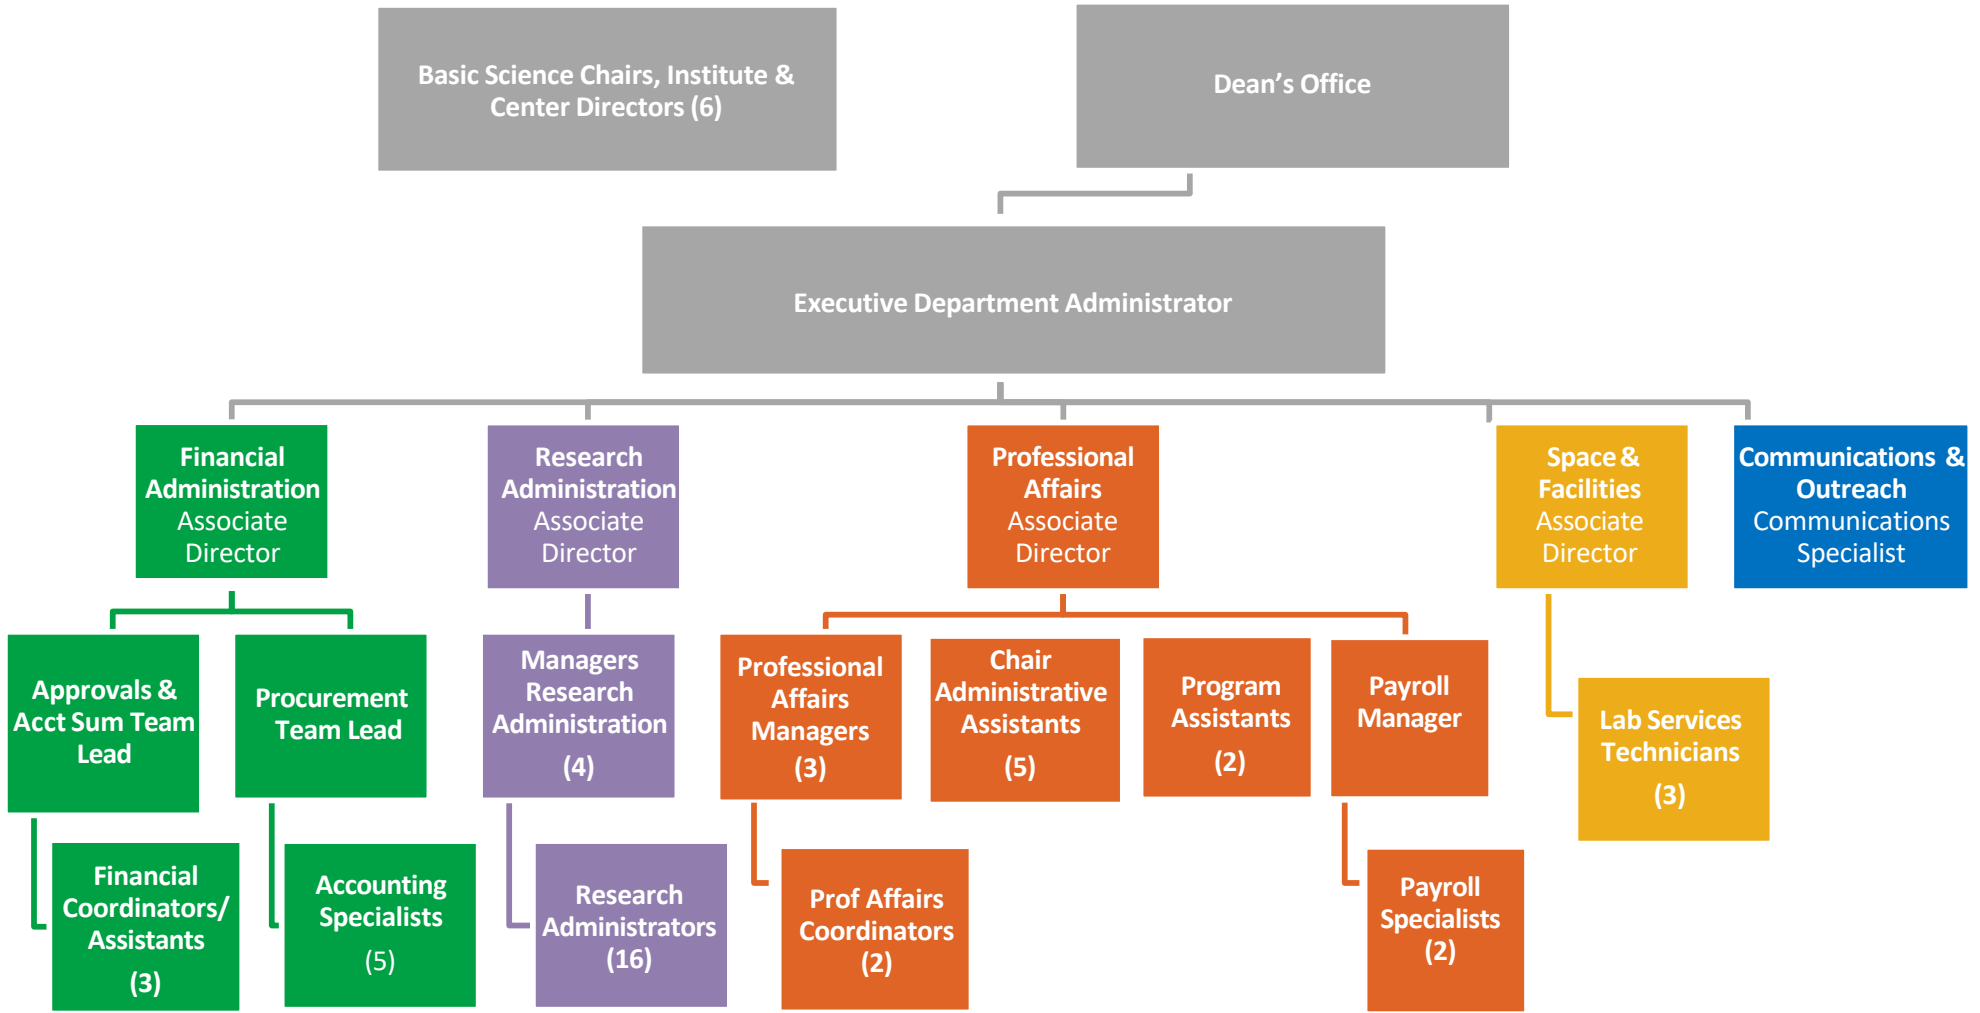 Basic Science Chairs, Institute &
Center Directors (6)
Dean’s Office
Executive Department Administrator
Financial
Administration
Associate
Director
Research
Administration
Associate
Director
Professional
Affairs
Associate
Director
Space &
Facilities
Associate
Director
Communications &
Outreach
Communications
Specialist
Approvals &
Acct Sum Team
Lead
Procurement
Team Lead
Managers
Research
Administration
(4)
Professional
Affairs
Managers
(3)
Chair
Administrative
Assistants
(5)
Program
Assistants
(2)
Payroll
Manager
Lab Services
Technicians
(3)
Financial
Coordinators/
Assistants
(3)
Accounting
Specialists
(5)
Research
Administrators
(16)
Prof Affairs
Coordinators
(2)
Payroll
Specialists
(2)